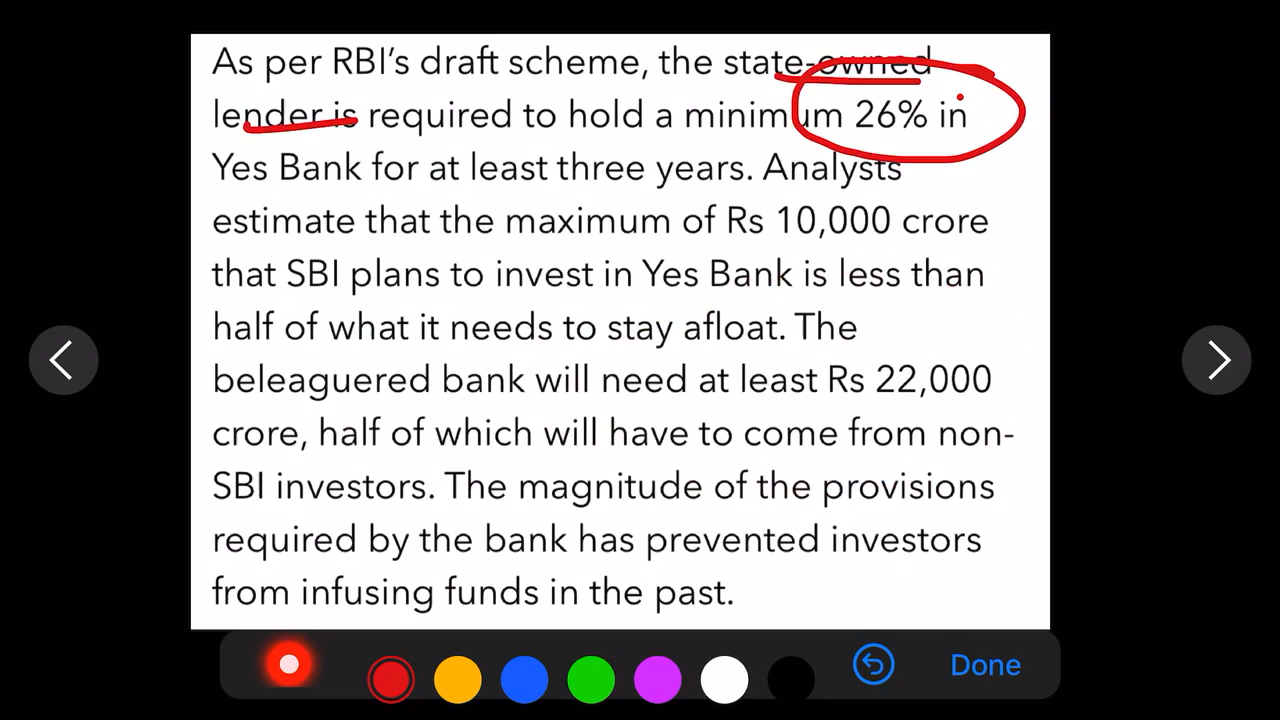 As per RBI’s draft scheme, the state-owned
lender is required to hold a minimum 26% in
Yes Bank for at least three years. Analysts
estimate that the maximum of Rs 10,000 crore
that SBI plans to invest in Yes Bank is less than
half of what it needs to stay afloat. The
beleaguered bank will need at least Rs 22,000
crore, half of which will have to come from non-
SBI investors. The magnitude of the provisions
required by the bank has prevented investors
from infusing funds in the past.
Done